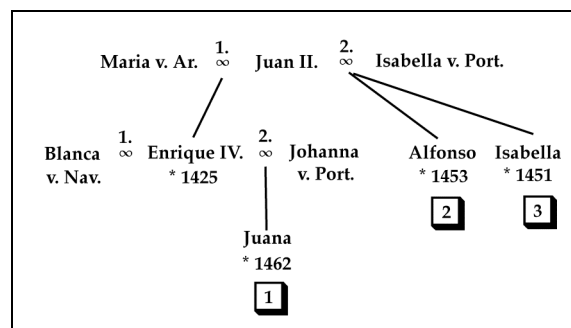 1. 2.
Maria v. Ar. ∞ Juan II. ∞ Isabella v. Port.
1. 2.
Blanca ∞ Enrique IV. ∞ Johanna Alfonso Isabella
v. Nav. * 1425 v. Port. * 1453 * 1451
2 3
Juana
* 1462
1